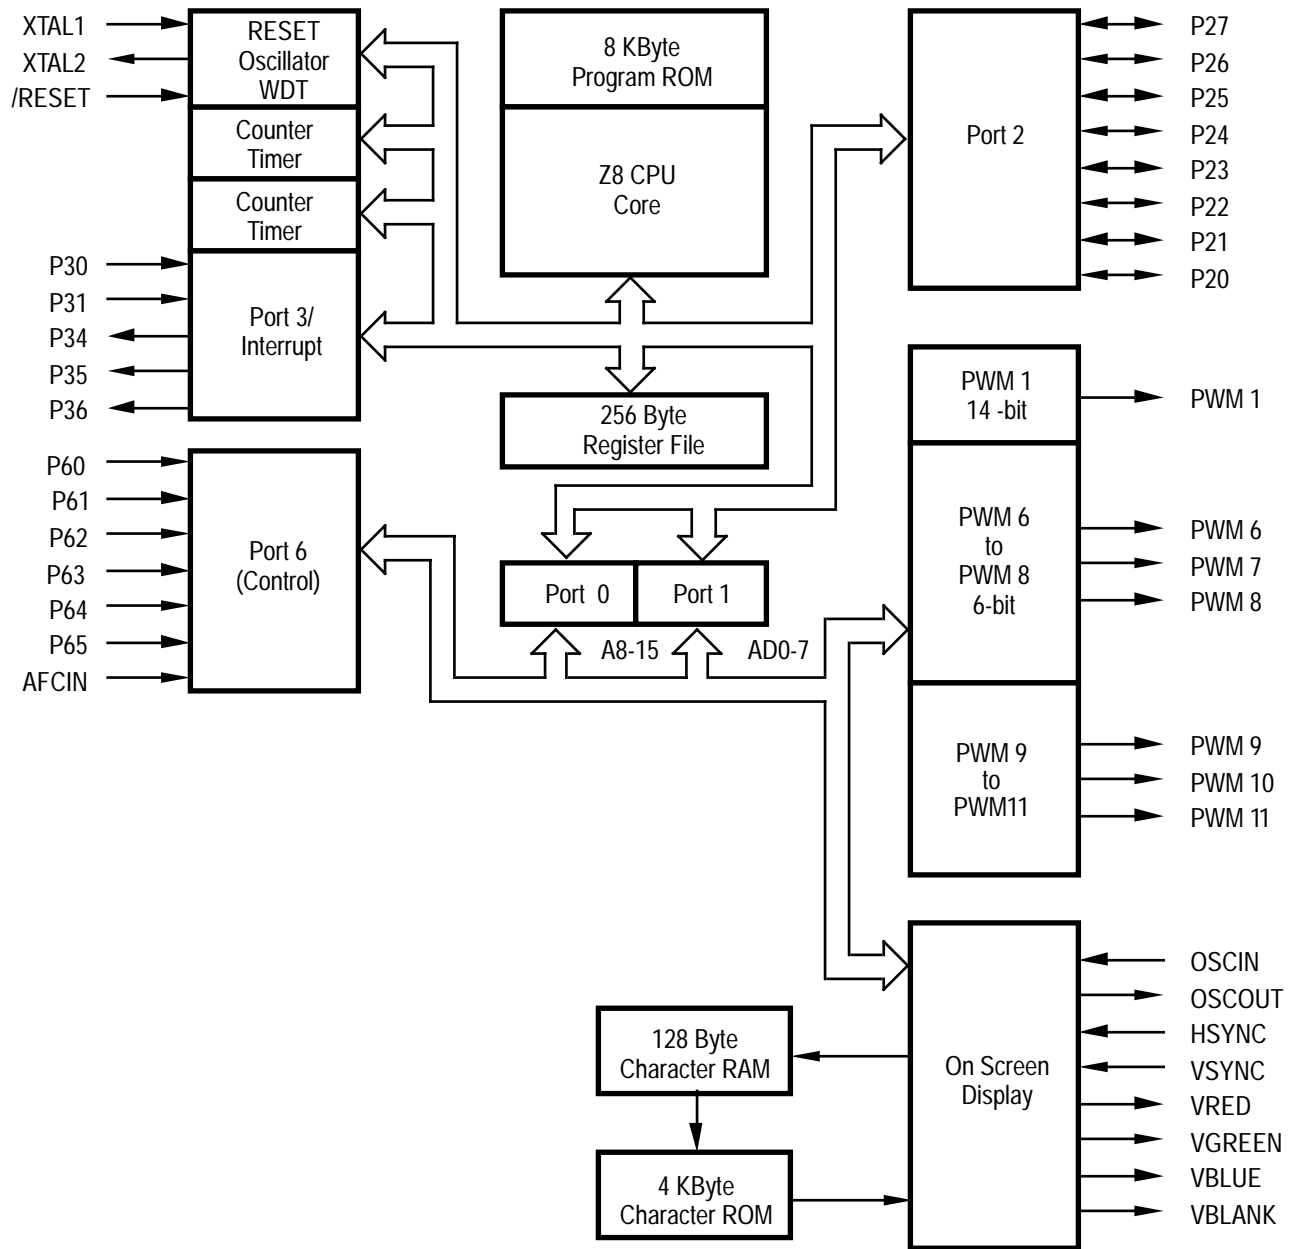 XTAL1
XTAL2
/RESET
RESET
Oscillator
WDT
Counter
Timer
Counter
Timer
P30
P31
P34
P35
P36
Port 3/
Interrupt
P60
P61
P62
P63
P64
P65
AFCIN
Port 6
(Control)
8 KByte
Program ROM
Z8 CPU
Core
256 Byte
Register File
Port 0
Port 1
A8-15
AD0-7
Port 2
P27
P26
P25
P24
P23
P22
P21
P20
PWM 1
14 -bit
PWM 1
PWM 6
to
PWM 8
6-bit
PWM 6
PWM 7
PWM 8
PWM 9
to
PWM11
PWM 9
PWM 10
PWM 11
128 Byte
Character RAM
4 KByte
Character ROM
On Screen
Display
OSCIN
OSCOUT
HSYNC
VSYNC
VRED
VGREEN
VBLUE
VBLANK